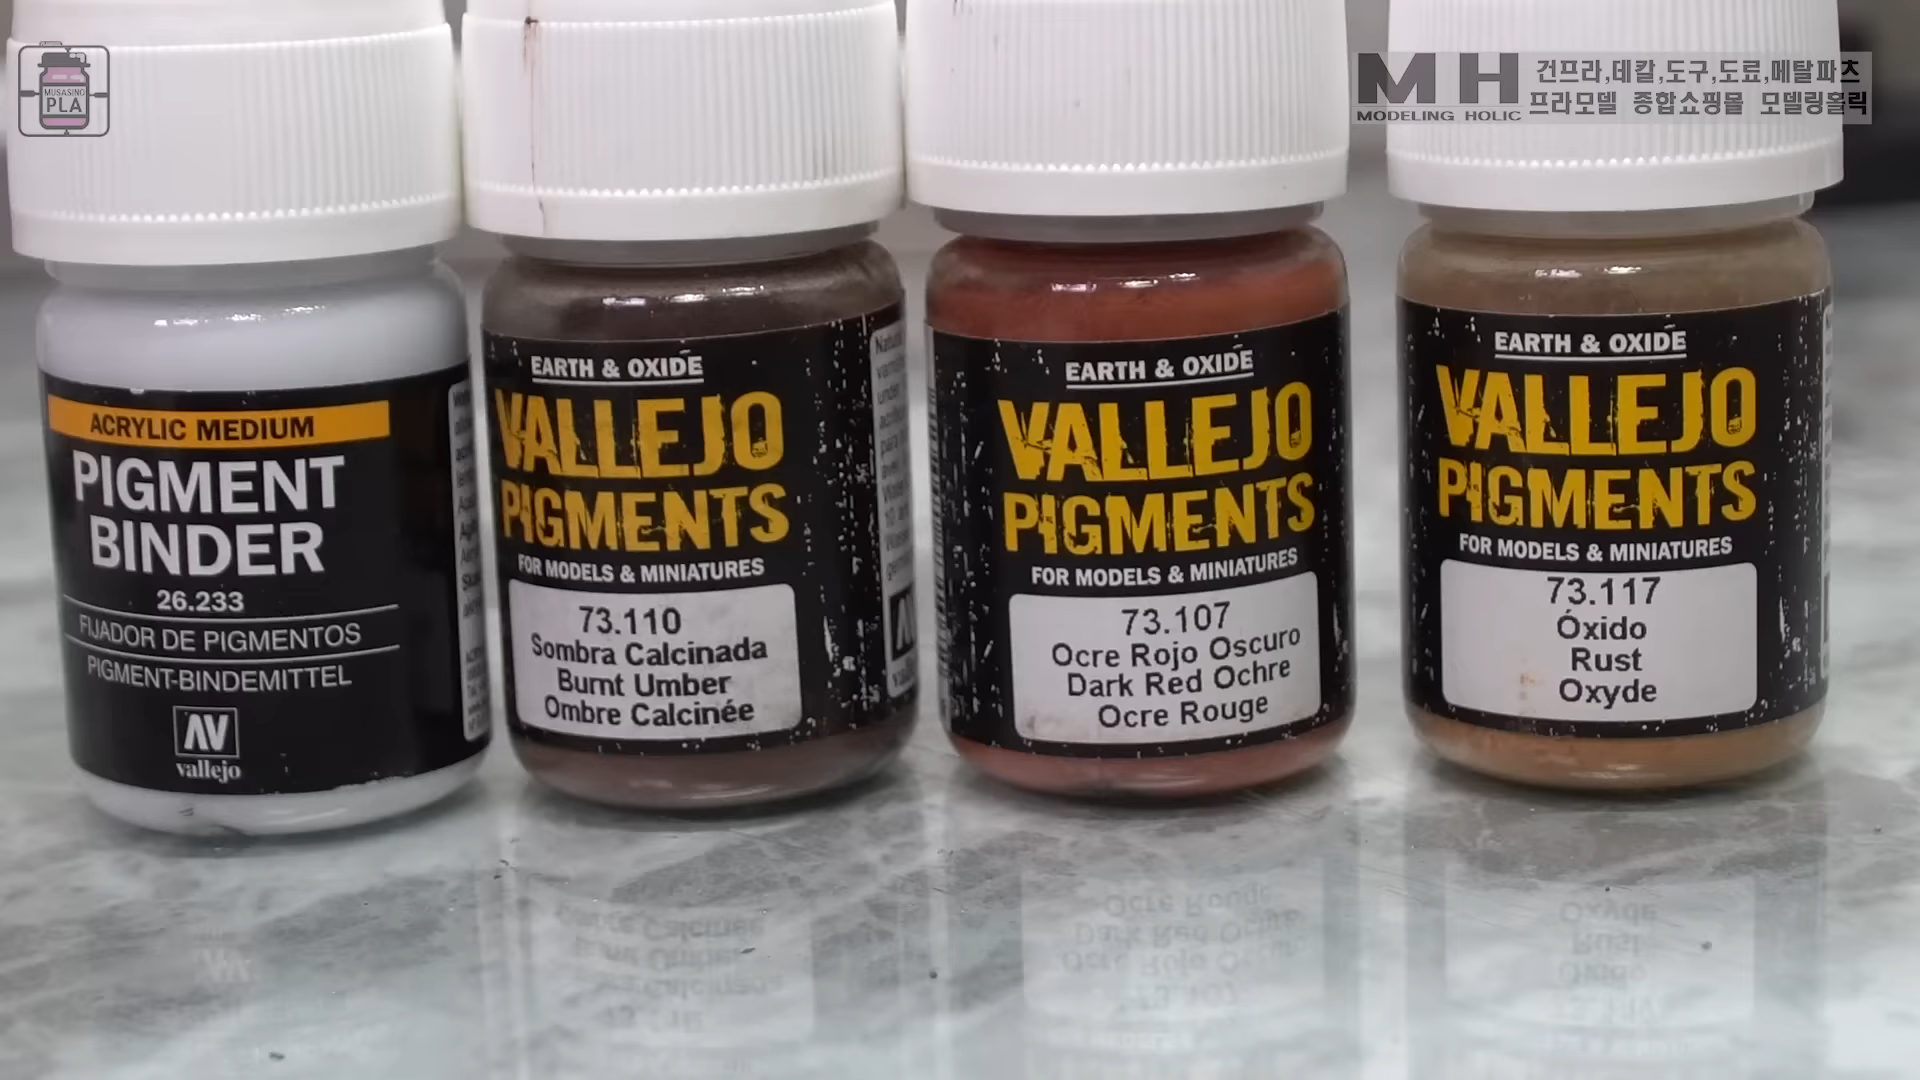 MUSASINO
PLA
MH
MODELING HOLIC
건프라,데칼,도구,도료,메탈파츠
프라모델 종합쇼핑몰 모델링홀릭
ACRYLIC MEDIUM
PIGMENT
BINDER
26.233
FIJADOR DE PIGMENTOS
PIGMENT-BINDEMITTEL
AV
vallejo
EARTH & OXIDE
VALLEJO
PIGMENTS
FOR MODELS & MINIATURES
73.110
Sombra Calcinada
Burnt Umber
Ombre Calcinée
EARTH & OXIDE
VALLEJO
PIGMENTS
FOR MODELS & MINIATURES
73.107
Ocre Rojo Oscuro
Dark Red Ochre
Ocre Rouge
EARTH & OXIDE
VALLEJO
PIGMENTS
FOR MODELS & MINIATURES
73.117
Óxido
Rust
Oxyde